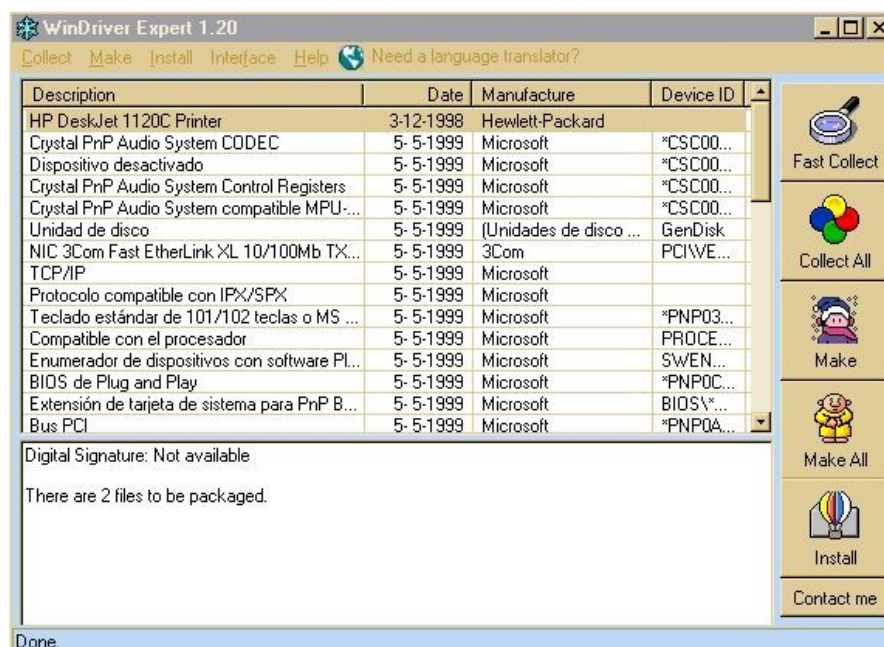 WinDriver Expert 1.20
Collect Make Install Interface Help Need a language translator?
Description Date Manufacture Device ID
HP DeskJet 1120C Printer 3-12-1998 Hewlett-Packard
Crystal PnP Audio System CODEC 5- 5-1999 Microsoft *CSC00...
Dispositivo desactivado 5- 5-1999 Microsoft *CSC00...
Crystal PnP Audio System Control Registers 5- 5-1999 Microsoft *CSC00...
Crystal PnP Audio System compatible MPU-... 5- 5-1999 Microsoft *CSC00...
Unidad de disco 5- 5-1999 (Unidades de disco ... GenDisk
NIC 3Com Fast EtherLink XL 10/100Mb TX... 5- 5-1999 3Com PCI\VE...
TCP/IP 5- 5-1999 Microsoft
Protocolo compatible con IPX/SPX 5- 5-1999 Microsoft
Teclado estándar de 101/102 teclas o MS ... 5- 5-1999 Microsoft *PNP03...
Compatible con el procesador 5- 5-1999 Microsoft PROCE...
Enumerador de dispositivos con software Pl... 5- 5-1999 Microsoft SWEN...
BIOS de Plug and Play 5- 5-1999 Microsoft *PNP0C...
Extensión de tarjeta de sistema para PnP B... 5- 5-1999 Microsoft BIOS\*...
Bus PCI 5- 5-1999 Microsoft *PNP0A...
Digital Signature: Not available
There are 2 files to be packaged.
Fast Collect
Collect All
Make
Make All
Install
Contact me
Done.